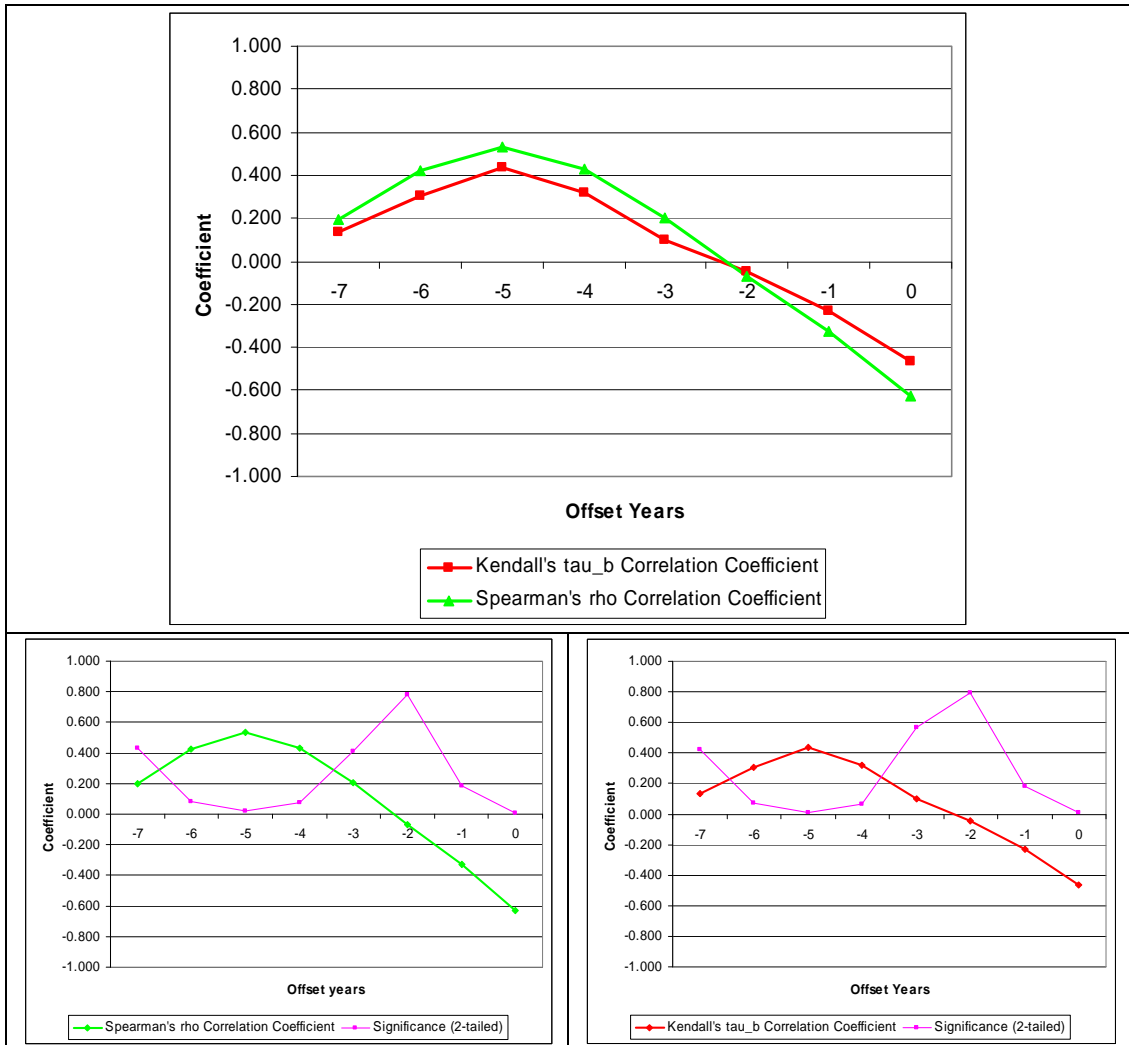 1.000
0.800
0.600
0.400
0.200
0.000
-0.200
-0.400
-0.600
-0.800
-1.000
Coefficient
-7 -6 -5 -4 -3 -2 -1 0
Offset Years
Kendall's tau_b Correlation Coefficient
Spearman's rho Correlation Coefficient
1.000
0.800
0.600
0.400
0.200
0.000
-0.200
-0.400
-0.600
-0.800
-1.000
Coefficient
-7 -6 -5 -4 -3 -2 -1 0
Offset years
Spearman's rho Correlation Coefficient Significance (2-tailed)
1.000
0.800
0.600
0.400
0.200
0.000
-0.200
-0.400
-0.600
-0.800
-1.000
Coefficient
-7 -6 -5 -4 -3 -2 -1 0
Offset Years
Kendall's tau_b Correlation Coefficient Significance (2-tailed)